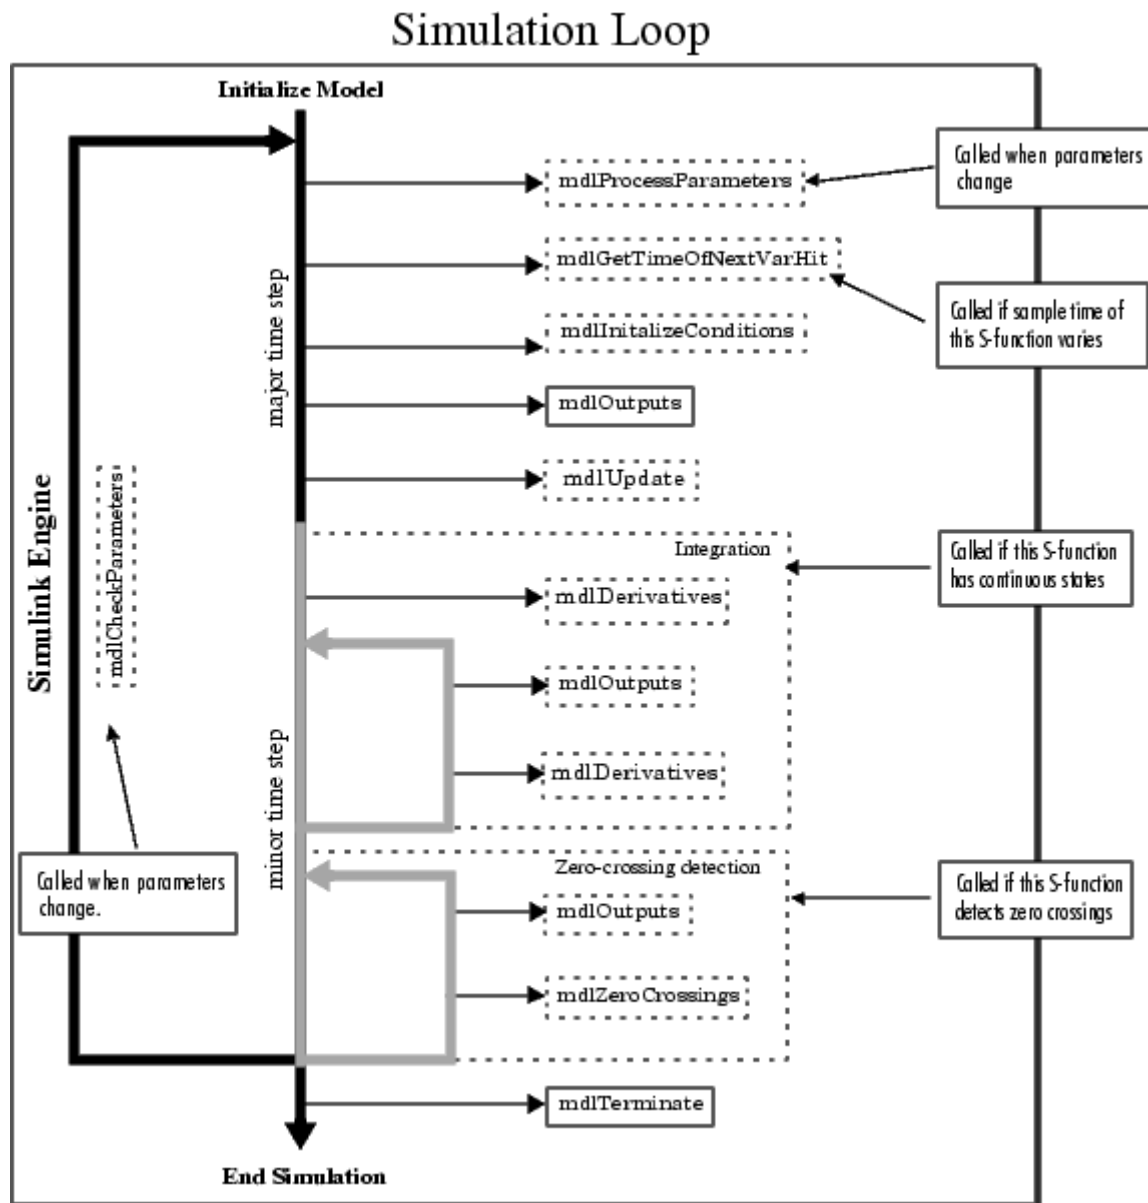 Simulation Loop
Initialize Model
Called when parameters
change
mdlProcessParameters
mdlGetTimeOfNextVarHit
Called if sample time of
this S-function varies
mdlInitalizeConditions
major time step
mdlOutputs
mdlUpdate
Simulink Engine
mdlCheckParameters
Integration
Called if this S-function
has continuous states
mdlDerivatives
mdlOutputs
minor time step
mdlDerivatives
Called when parameters
change.
Zero-crossing detection
Called if this S-function
detects zero crossings
mdlOutputs
mdlZeroCrossings
mdlTerminate
End Simulation